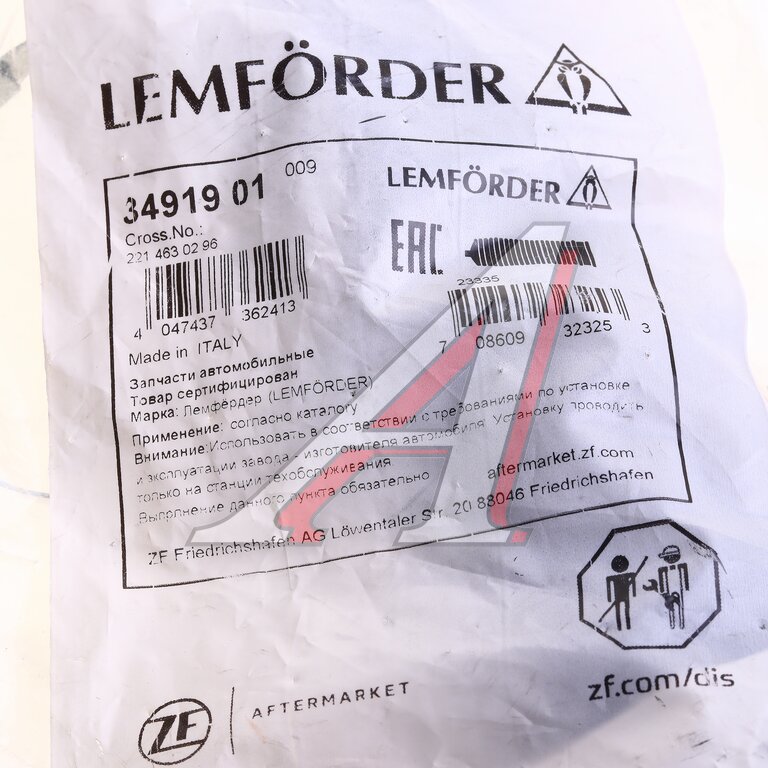 LEMFÖRDER
34919 01 009
Cross.No.:
221 463 02 96
4 047437 362413
Made in ITALY
LEMFÖRDER
EAC
23835
7 08609 32325 3
Запчасти автомобильные
Товар сертифицирован
Марка: Лемфёрдер (LEMFÖRDER)
Применение: согласно каталогу
Внимание:Использовать в соответствии с требованиями по установке
и эксплуатации завода - изготовителя автомобиля. Установку проводить
только на станции техобслуживания
Выполнение данного пункта обязательно
aftermarket.zf.com
ZF Friedrichshafen AG Löwentaler Str. 20 88046 Friedrichshafen
zf.com/dis
ZF AFTERMARKET